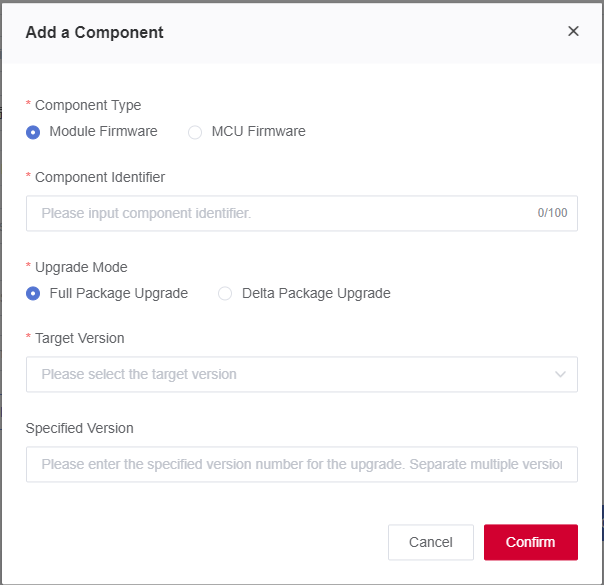 Add a Component
* Component Type
Module Firmware MCU Firmware
* Component Identifier
Please input component identifier. 0/100
* Upgrade Mode
Full Package Upgrade Delta Package Upgrade
* Target Version
Please select the target version
Specified Version
Please enter the specified version number for the upgrade. Separate multiple version
Cancel Confirm